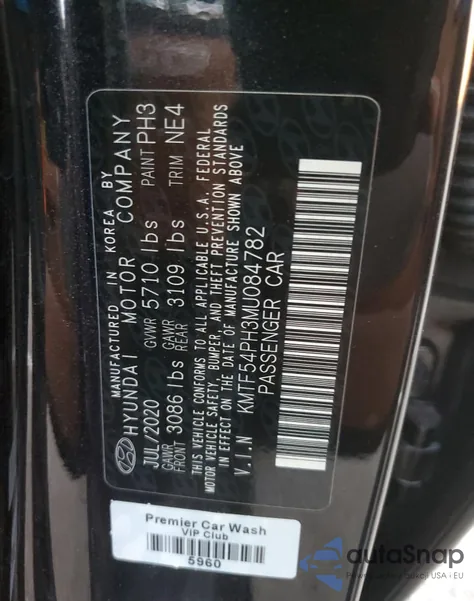 MANUFACTURED IN KOREA BY
HYUNDAI MOTOR COMPANY
JUL/2020 GVWR 5710 lbs PAINT PH3
GAWR FRONT 3086 lbs GAWR REAR 3109 lbs TRIM NE4
THIS VEHICLE CONFORMS TO ALL APPLICABLE U.S.A. FEDERAL
MOTOR VEHICLE SAFETY, BUMPER, AND THEFT PREVENTION STANDARDS
IN EFFECT ON THE DATE OF MANUFACTURE SHOWN ABOVE
V.I.N KMTF54PH3MU084782
PASSENGER CAR
Premier Car Wash
VIP Club
5960
autoSnap
USA - EU